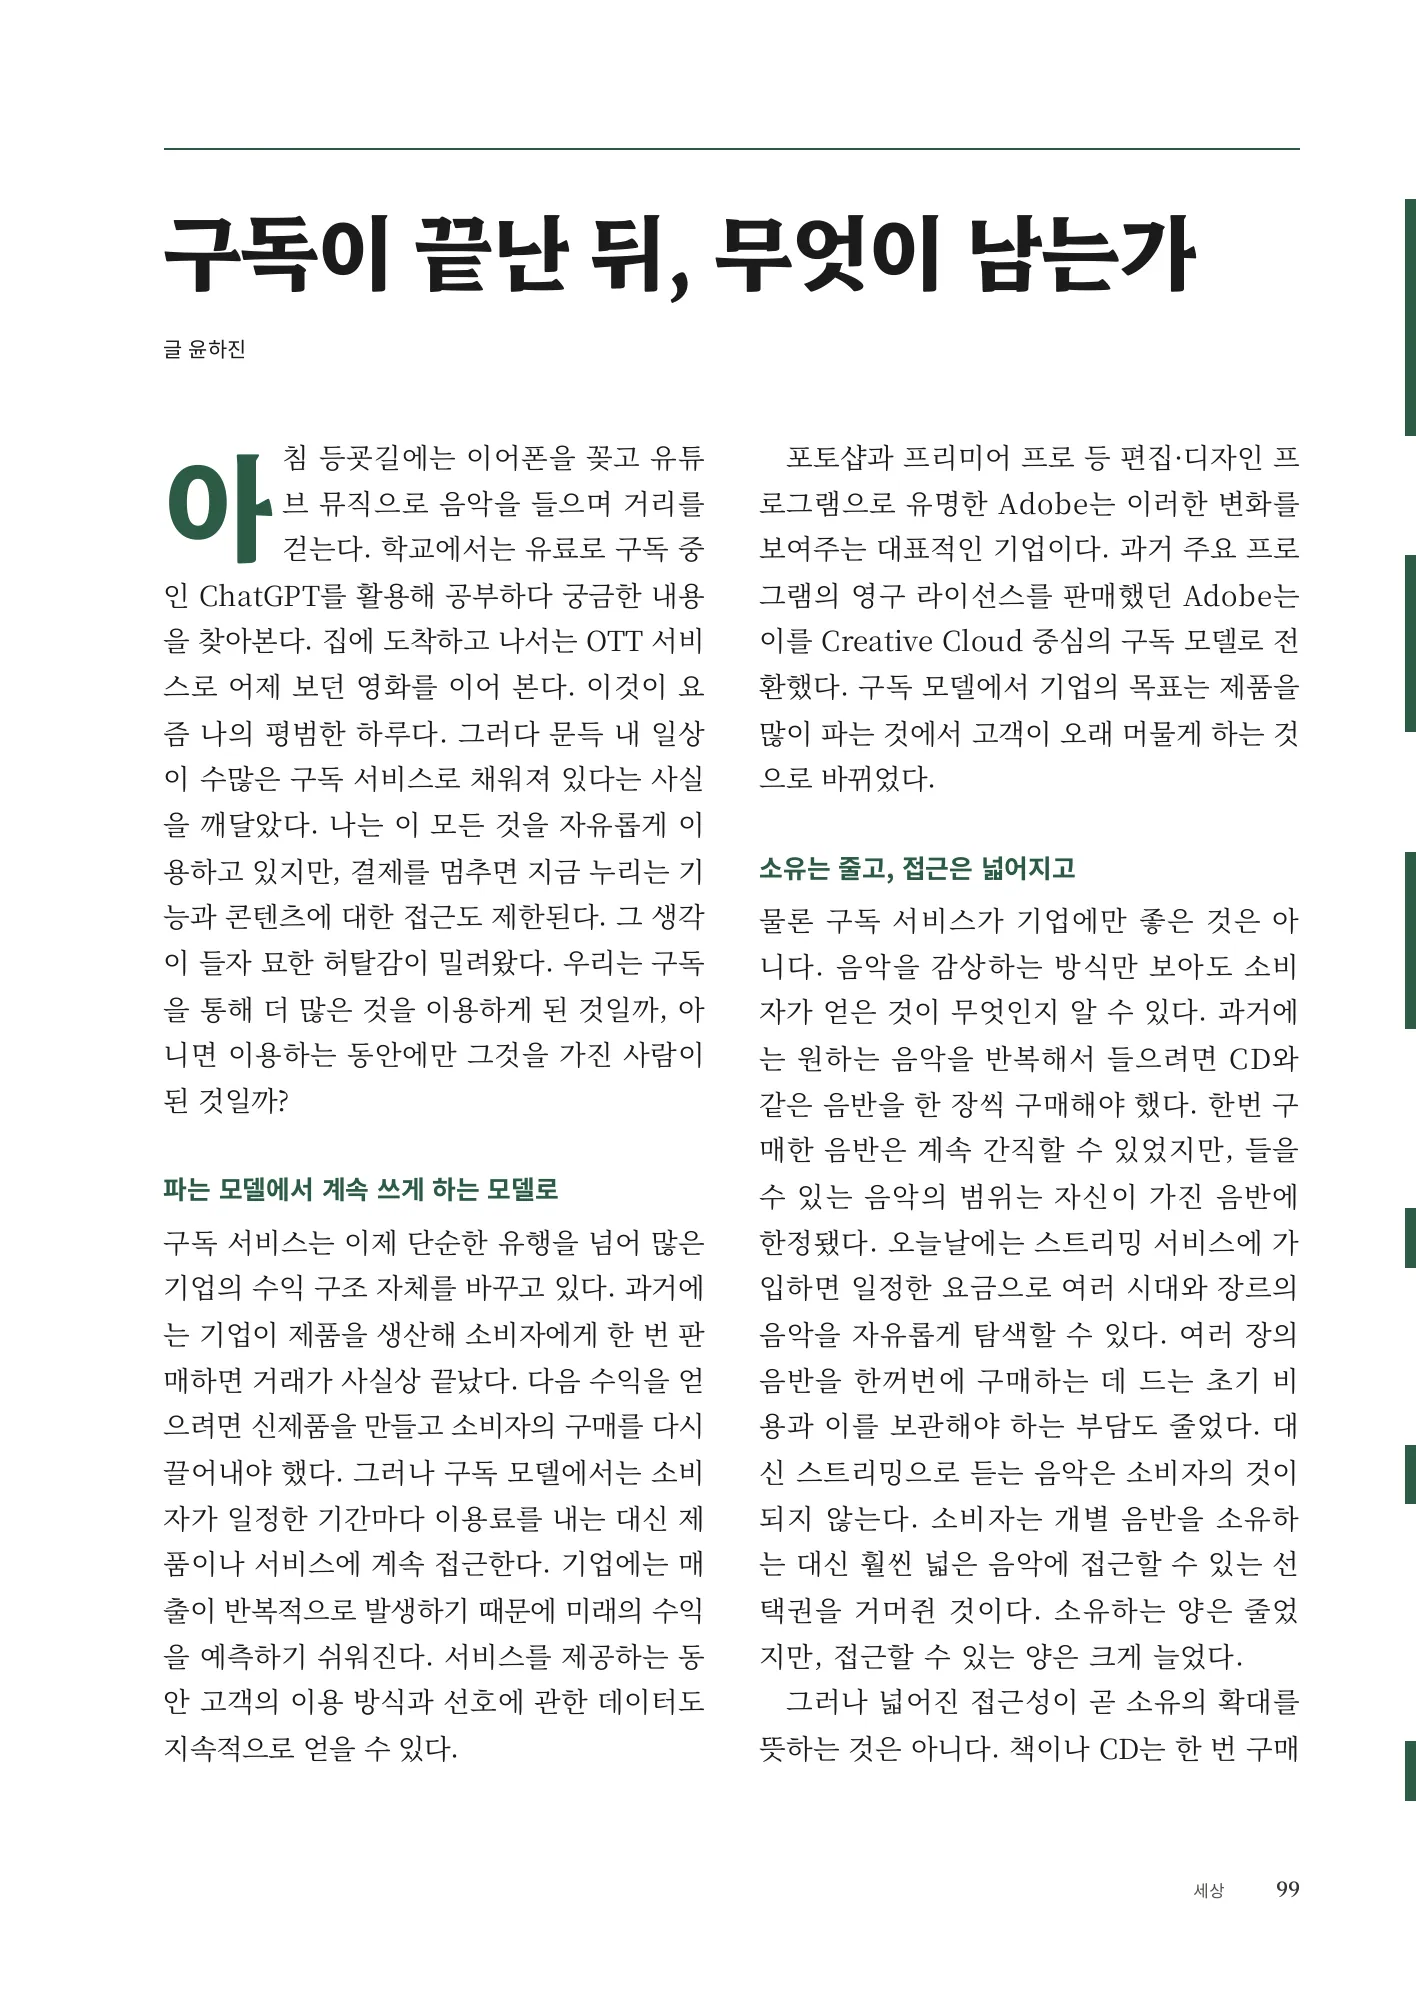 구독이 끝난 뒤, 무엇이 남는가
글 윤하진
아침 등굣길에는 이어폰을 꽂고 유튜
브 뮤직으로 음악을 들으며 거리를
걷는다. 학교에서는 유료로 구독 중
인 ChatGPT를 활용해 공부하다 궁금한 내용
을 찾아본다. 집에 도착하고 나서는 OTT 서비
스로 어제 보던 영화를 이어 본다. 이것이 요
즘 나의 평범한 하루다. 그러다 문득 내 일상
이 수많은 구독 서비스로 채워져 있다는 사실
을 깨달았다. 나는 이 모든 것을 자유롭게 이
용하고 있지만, 결제를 멈추면 지금 누리는 기
능과 콘텐츠에 대한 접근도 제한된다. 그 생각
이 들자 묘한 허탈감이 밀려왔다. 우리는 구독
을 통해 더 많은 것을 이용하게 된 것일까, 아
니면 이용하는 동안에만 그것을 가진 사람이
된 것일까?
파는 모델에서 계속 쓰게 하는 모델로
구독 서비스는 이제 단순한 유행을 넘어 많은
기업의 수익 구조 자체를 바꾸고 있다. 과거에
는 기업이 제품을 생산해 소비자에게 한 번 판
매하면 거래가 사실상 끝났다. 다음 수익을 얻
으려면 신제품을 만들고 소비자의 구매를 다시
끌어내야 했다. 그러나 구독 모델에서는 소비
자가 일정한 기간마다 이용료를 내는 대신 제
품이나 서비스에 계속 접근한다. 기업에는 매
출이 반복적으로 발생하기 때문에 미래의 수익
을 예측하기 쉬워진다. 서비스를 제공하는 동
안 고객의 이용 방식과 선호에 관한 데이터도
지속적으로 얻을 수 있다.
포토샵과 프리미어 프로 등 편집·디자인 프
로그램으로 유명한 Adobe는 이러한 변화를
보여주는 대표적인 기업이다. 과거 주요 프로
그램의 영구 라이선스를 판매했던 Adobe는
이를 Creative Cloud 중심의 구독 모델로 전
환했다. 구독 모델에서 기업의 목표는 제품을
많이 파는 것에서 고객이 오래 머물게 하는 것
으로 바뀌었다.
소유는 줄고, 접근은 넓어지고
물론 구독 서비스가 기업에만 좋은 것은 아
니다. 음악을 감상하는 방식만 보아도 소비
자가 얻은 것이 무엇인지 알 수 있다. 과거에
는 원하는 음악을 반복해서 들으려면 CD와
같은 음반을 한 장씩 구매해야 했다. 한번 구
매한 음반은 계속 간직할 수 있었지만, 들을
수 있는 음악의 범위는 자신이 가진 음반에
한정됐다. 오늘날에는 스트리밍 서비스에 가
입하면 일정한 요금으로 여러 시대와 장르의
음악을 자유롭게 탐색할 수 있다. 여러 장의
음반을 한꺼번에 구매하는 데 드는 초기 비
용과 이를 보관해야 하는 부담도 줄었다. 대
신 스트리밍으로 듣는 음악은 소비자의 것이
되지 않는다. 소비자는 개별 음반을 소유하
는 대신 훨씬 넓은 음악에 접근할 수 있는 선
택권을 거머쥔 것이다. 소유하는 양은 줄었
지만, 접근할 수 있는 양은 크게 늘었다.
그러나 넓어진 접근성이 곧 소유의 확대를
뜻하는 것은 아니다. 책이나 CD는 한 번 구매
세상 99